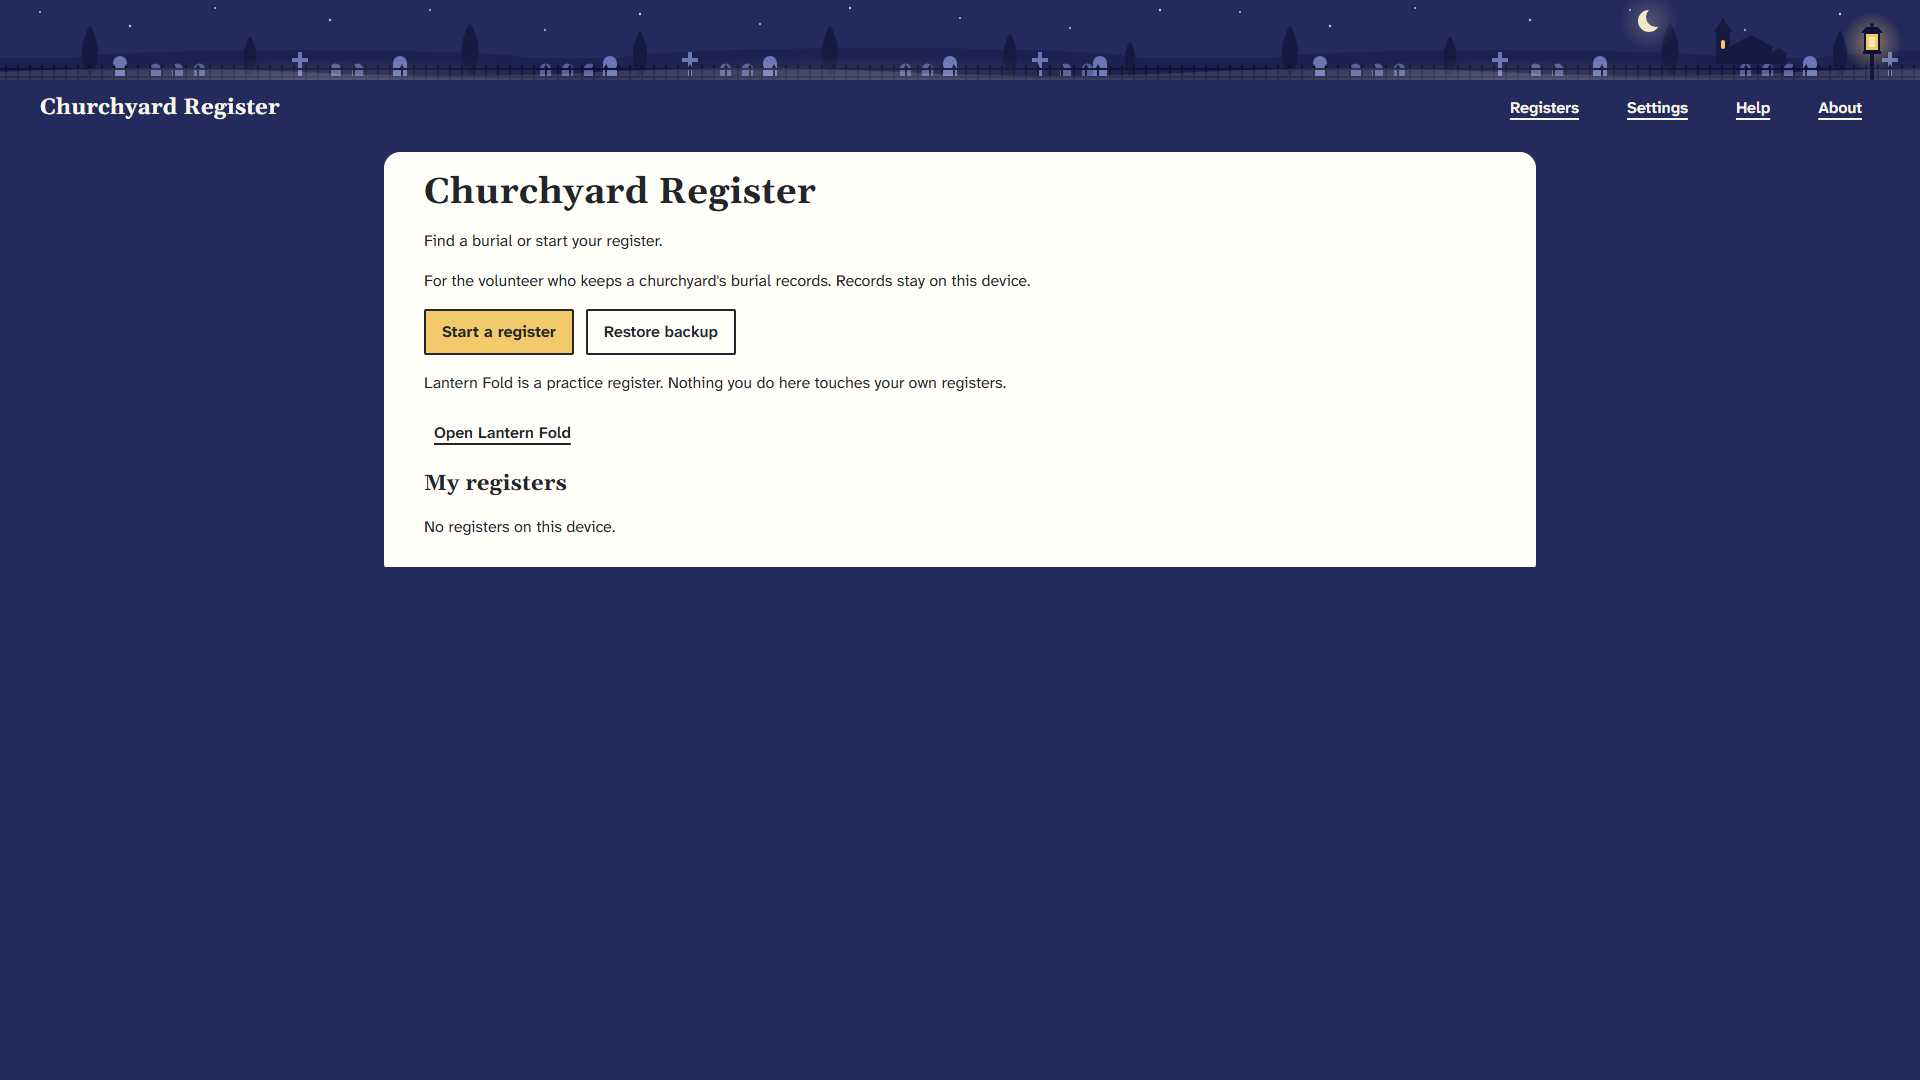 Churchyard Register
Registers
Settings
Help
About
Churchyard Register
Find a burial or start your register.
For the volunteer who keeps a churchyard's burial records. Records stay on this device.
Start a register
Restore backup
Lantern Fold is a practice register. Nothing you do here touches your own registers.
Open Lantern Fold
My registers
No registers on this device.